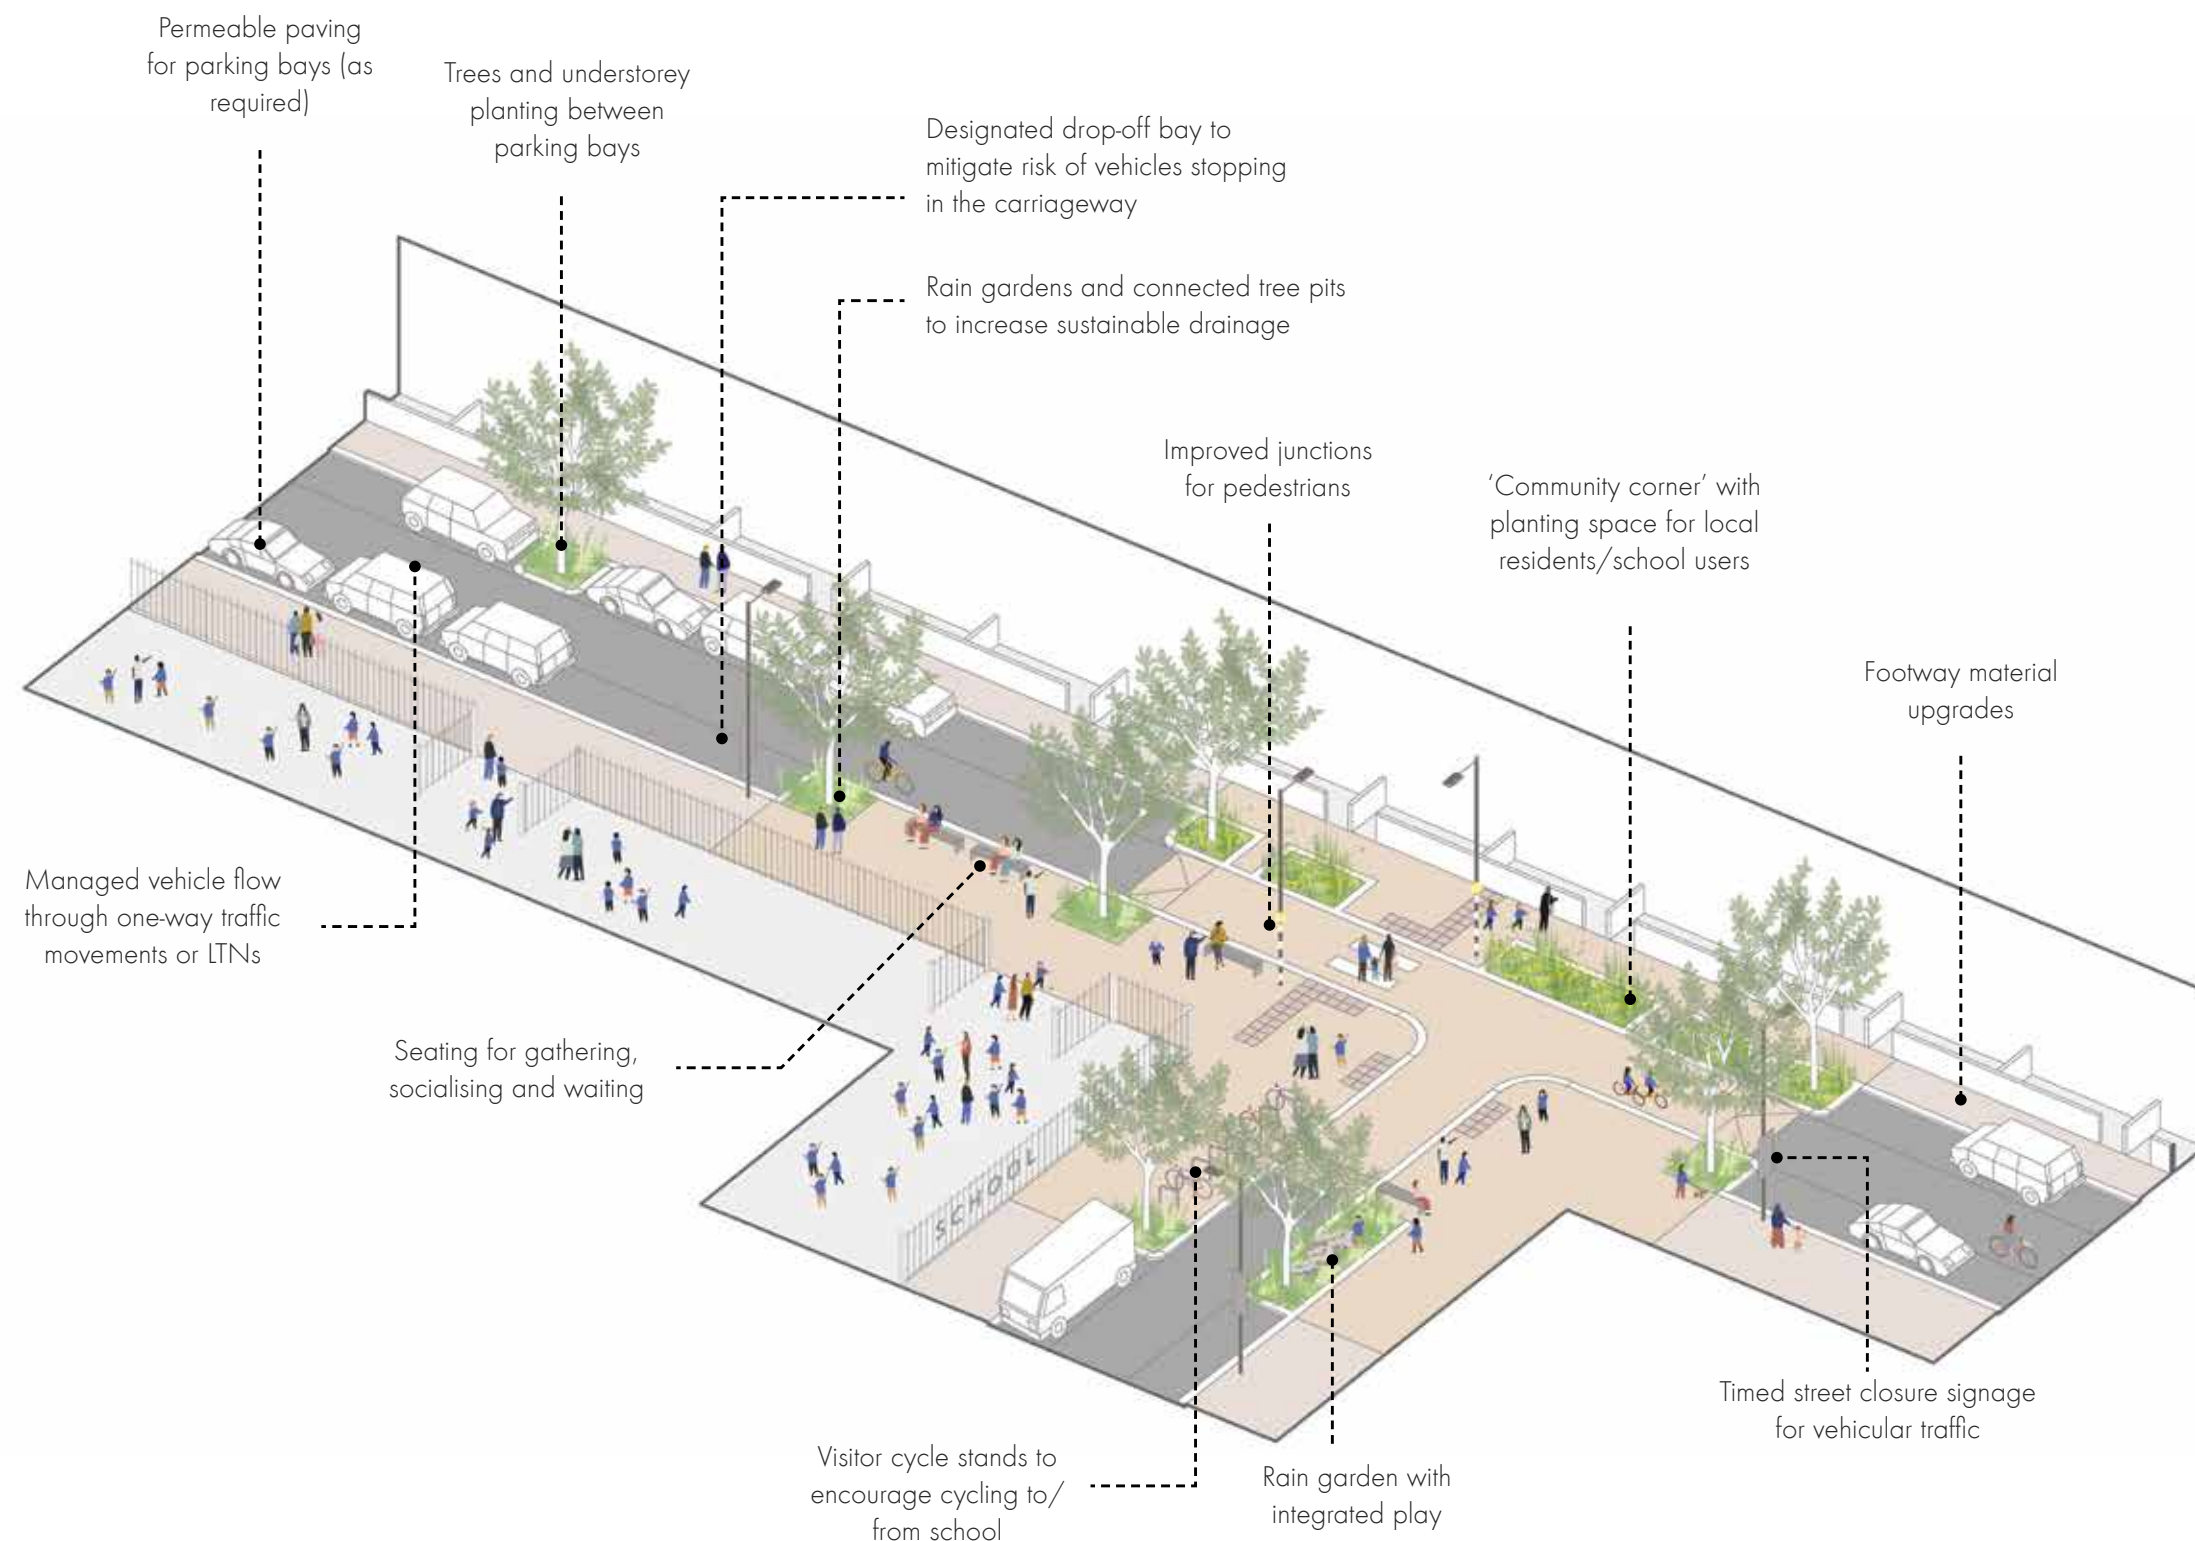 Permeable paving
for parking bays (as
required)
Trees and understorey
planting between
parking bays
Designated drop-off bay to
mitigate risk of vehicles stopping
in the carriageway
Rain gardens and connected tree pits
to increase sustainable drainage
Improved junctions
for pedestrians
‘Community corner’ with
planting space for local
residents/school users
Footway material
upgrades
Managed vehicle flow
through one-way traffic
movements or LTNs
Seating for gathering,
socialising and waiting
SCHOOL
Timed street closure signage
for vehicular traffic
Visitor cycle stands to
encourage cycling to/
from school
Rain garden with
integrated play